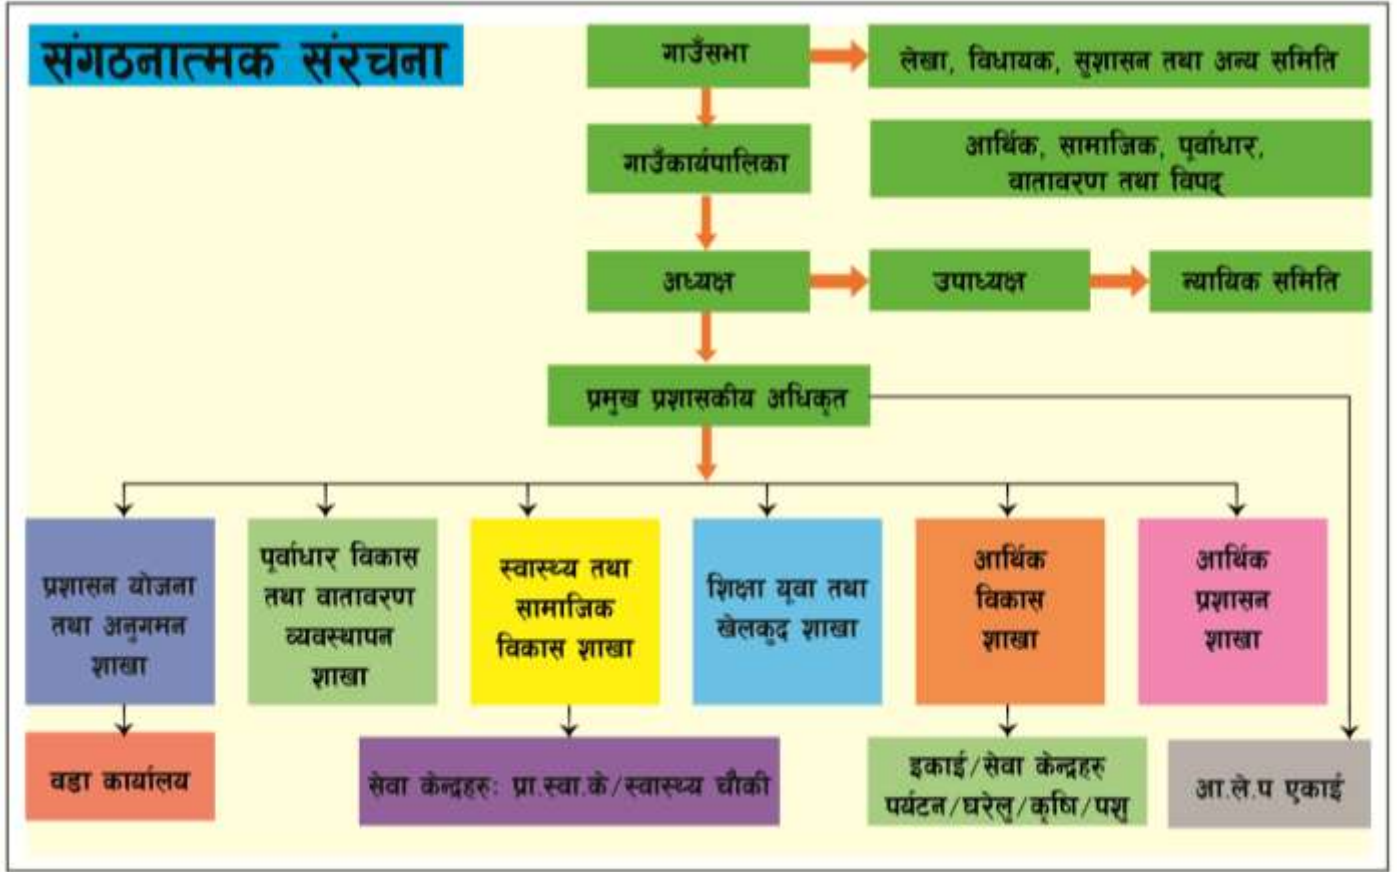 संगठनात्मक संरचना
गाउँसभा
लेखा, विधायक, सुशासन तथा अन्य समिति
गाउँकार्यपालिका
आर्थिक, सामाजिक, पूर्वाधार,
वातावरण तथा विपद्
अध्यक्ष
उपाध्यक्ष
न्यायिक समिति
प्रमुख प्रशासकीय अधिकृत
प्रशासन योजना
तथा अनुगमन
शाखा
पूर्वाधार विकास
तथा वातावरण
व्यवस्थापन
शाखा
स्वास्थ्य तथा
सामाजिक
विकास शाखा
शिक्षा यूवा तथा
खेलकुद शाखा
आर्थिक
विकास
शाखा
आर्थिक
प्रशासन
शाखा
वडा कार्यालय
सेवा केन्द्रहरुः प्रा.स्वा.के/स्वास्थ्य चौकी
इकाई/सेवा केन्द्रहरु
पर्यटन/घरेलु/कृषि/पशु
आ.ले.प एकाई